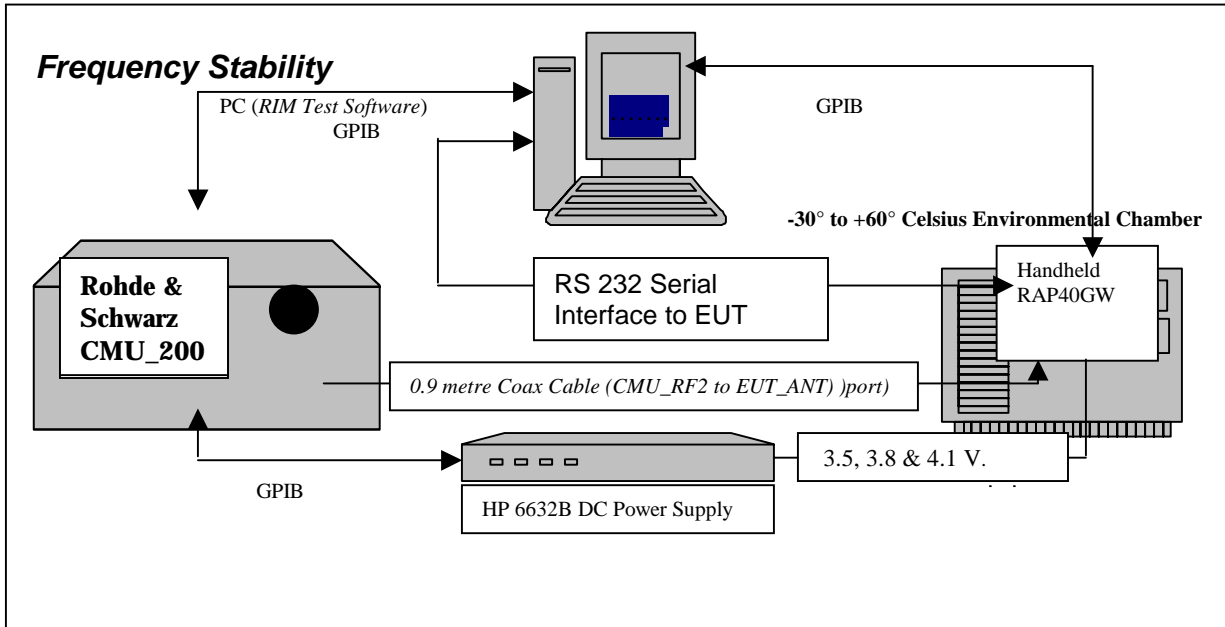 Frequency Stability
PC (RIM Test Software)
GPIB
GPIB
-30° to +60° Celsius Environmental Chamber
Rohde &
Schwarz
CMU_200
RS 232 Serial
Interface to EUT
Handheld
RAP40GW
0.9 metre Coax Cable (CMU_RF2 to EUT_ANT) )port)
3.5, 3.8 & 4.1 V.
GPIB
HP 6632B DC Power Supply